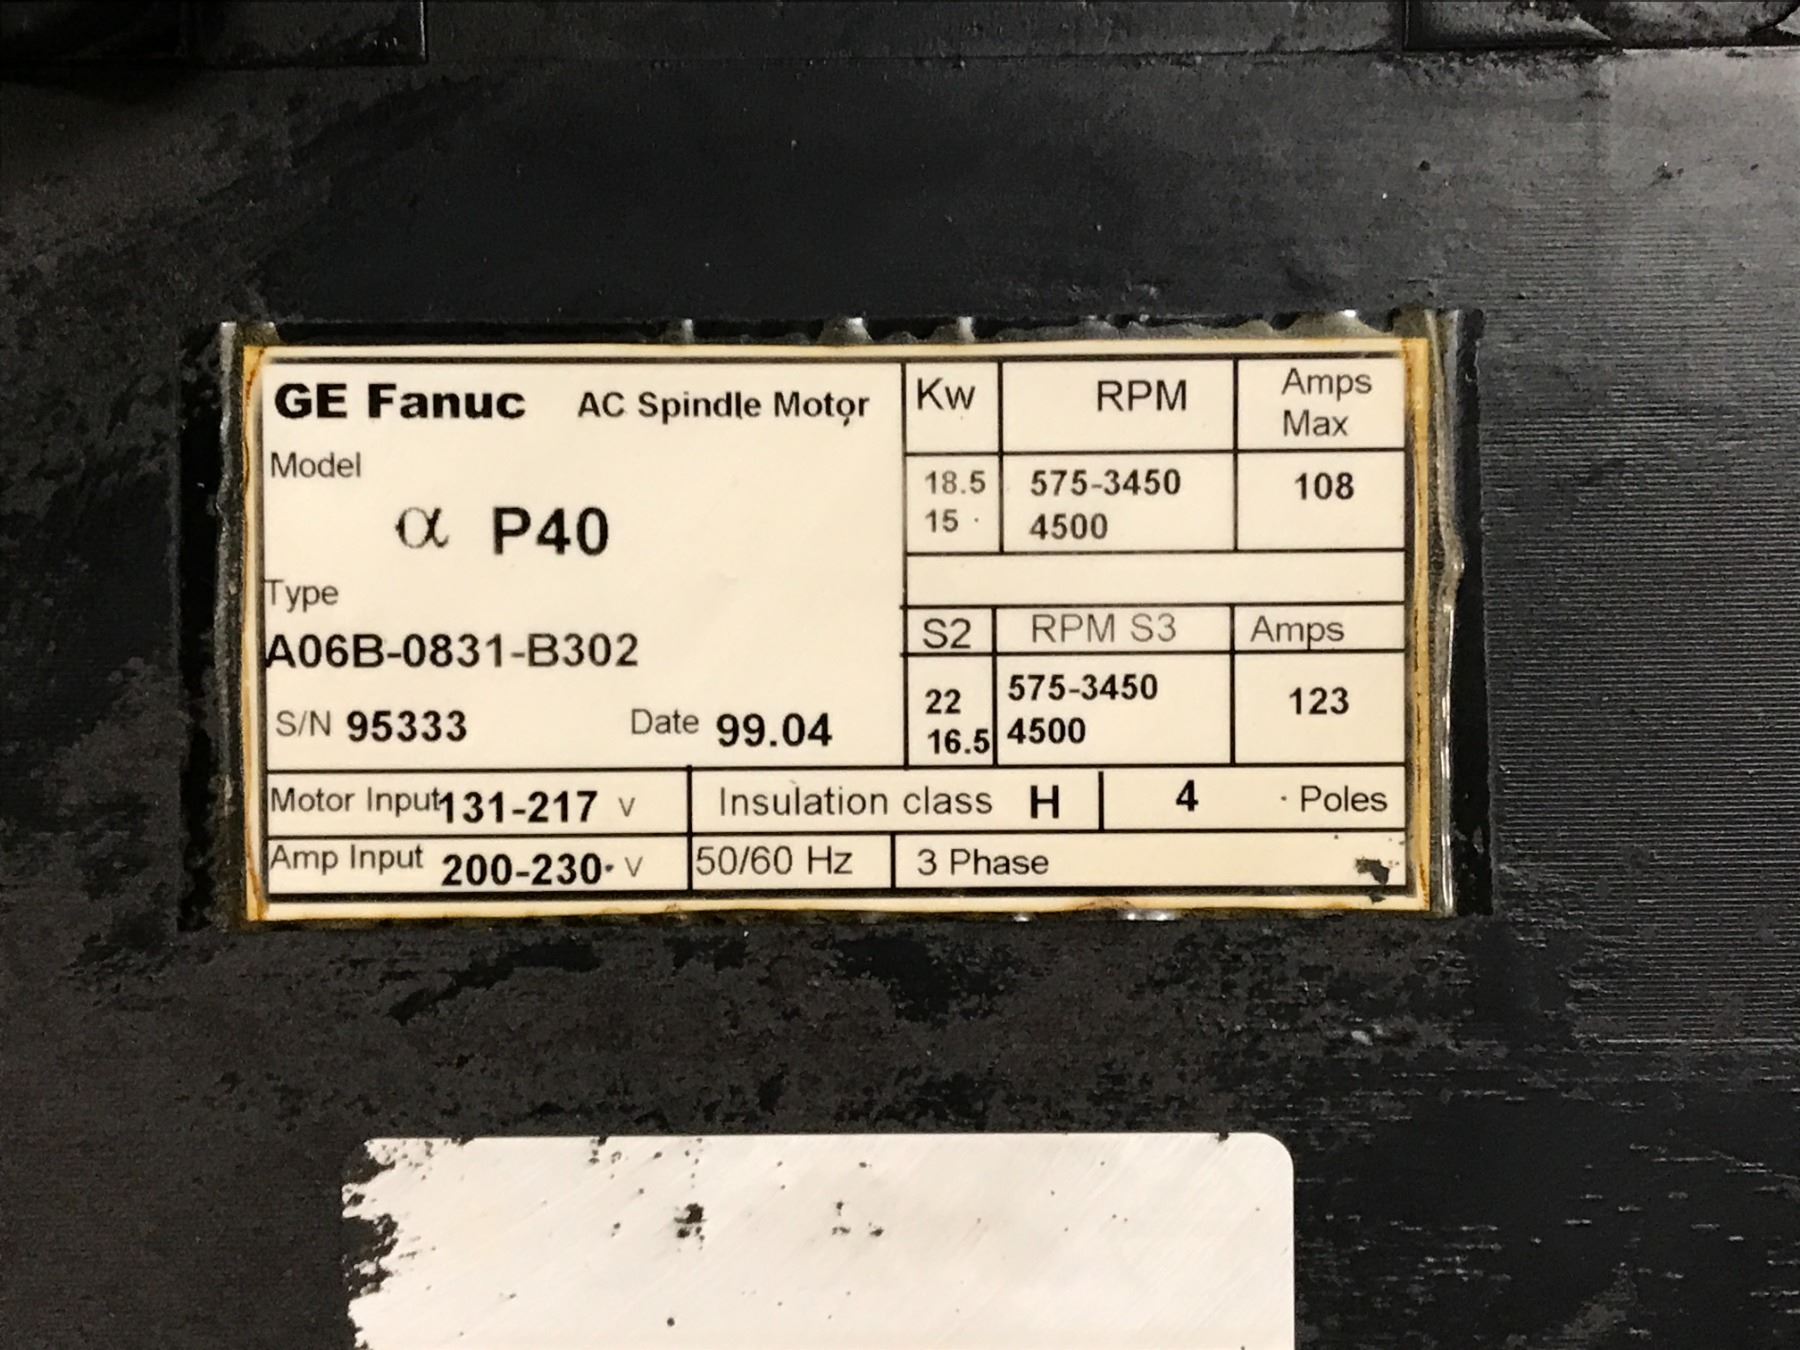 GE Fanuc AC Spindle Motor
Model
α P40
Type
A06B-0831-B302
S/N 95333 Date 99.04
Kw RPM Amps Max
18.5 575-3450 108
15 4500
S2 RPM S3 Amps
22 575-3450 123
16.5 4500
Motor Input 131-217 V Insulation class H 4 Poles
Amp Input 200-230 V 50/60 Hz 3 Phase